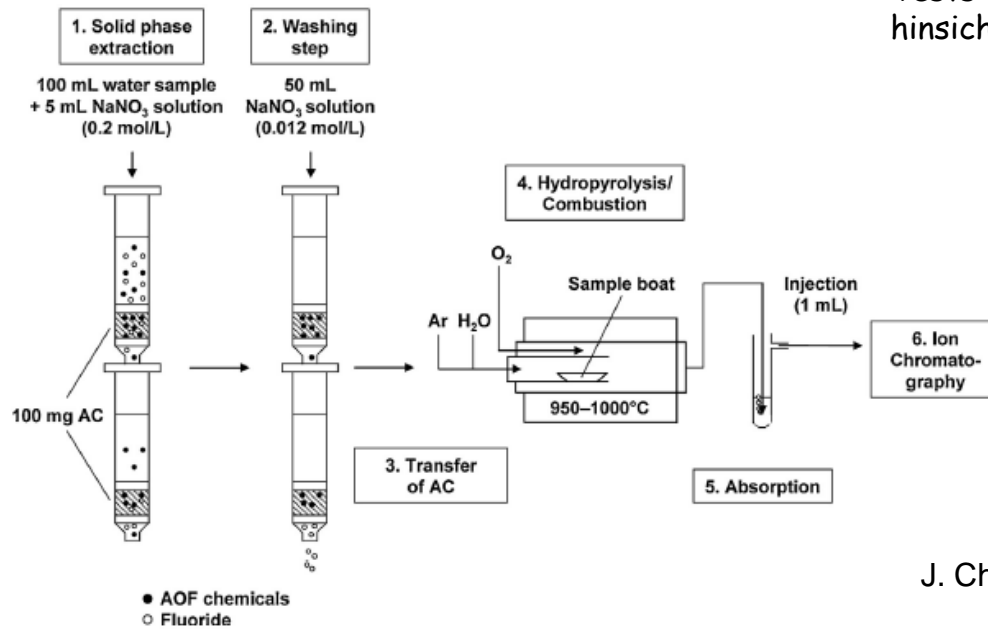 hinsich
1. Solid phase
extraction
2. Washing
step
100 mL water sample
+ 5 mL NaNO₃ solution
(0.2 mol/L)
50 mL
NaNO₃ solution
(0.012 mol/L)
100 mg AC
3. Transfer
of AC
4. Hydropyrolysis/
Combustion
O₂
Ar H₂O
Sample boat
950–1000°C
Injection
(1 mL)
5. Absorption
6. Ion
Chromato-
graphy
● AOF chemicals
○ Fluoride
J. Ch